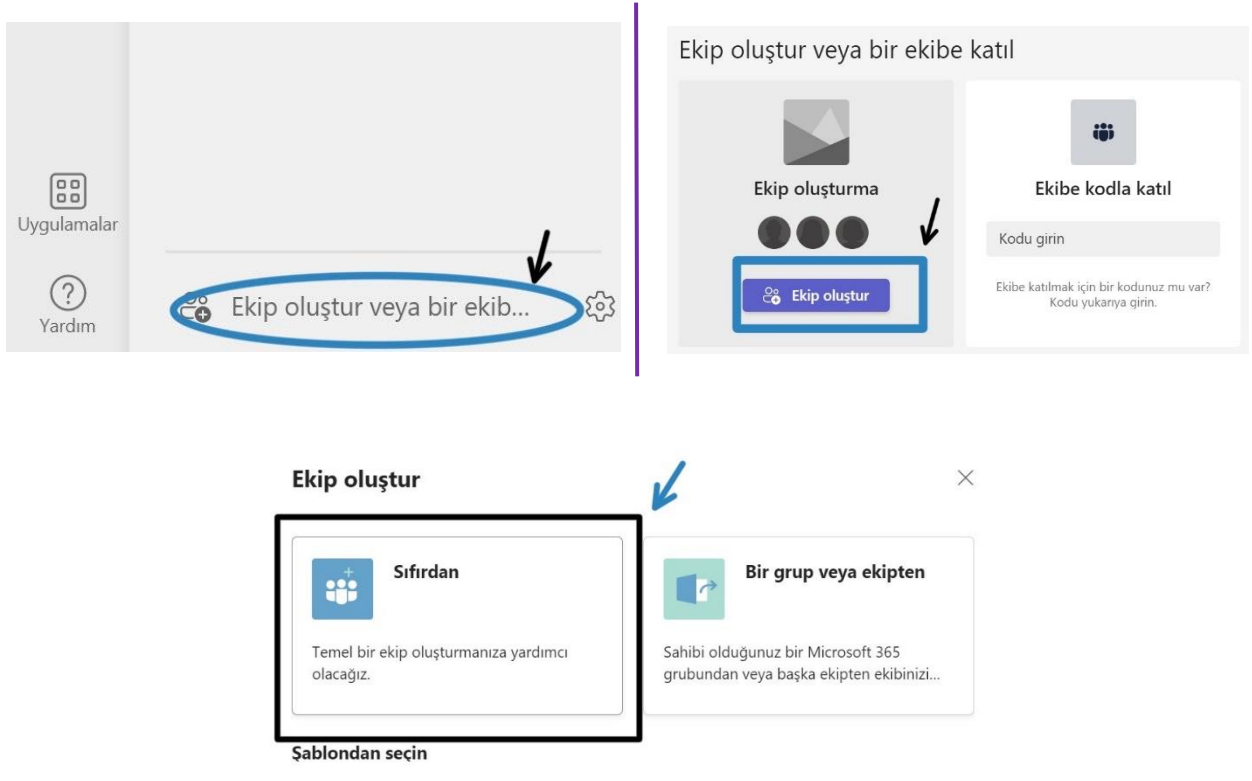 Uygulamalar
Yardım
Ekip oluştur veya bir ekib...
Ekip oluştur veya bir ekibe katıl
Ekip oluşturma
Ekip oluştur
Ekibe kodla katıl
Kodu girin
Ekibe katılmak için bir kodunuz mu var?
Kodu yukarıya girin.
Ekip oluştur
Sıfırdan
Temel bir ekip oluşturmanıza yardımcı
olacağız.
Bir grup veya ekipten
Sahibi olduğunuz bir Microsoft 365
grubundan veya başka ekipten ekibinizi...
Şablondan seçin